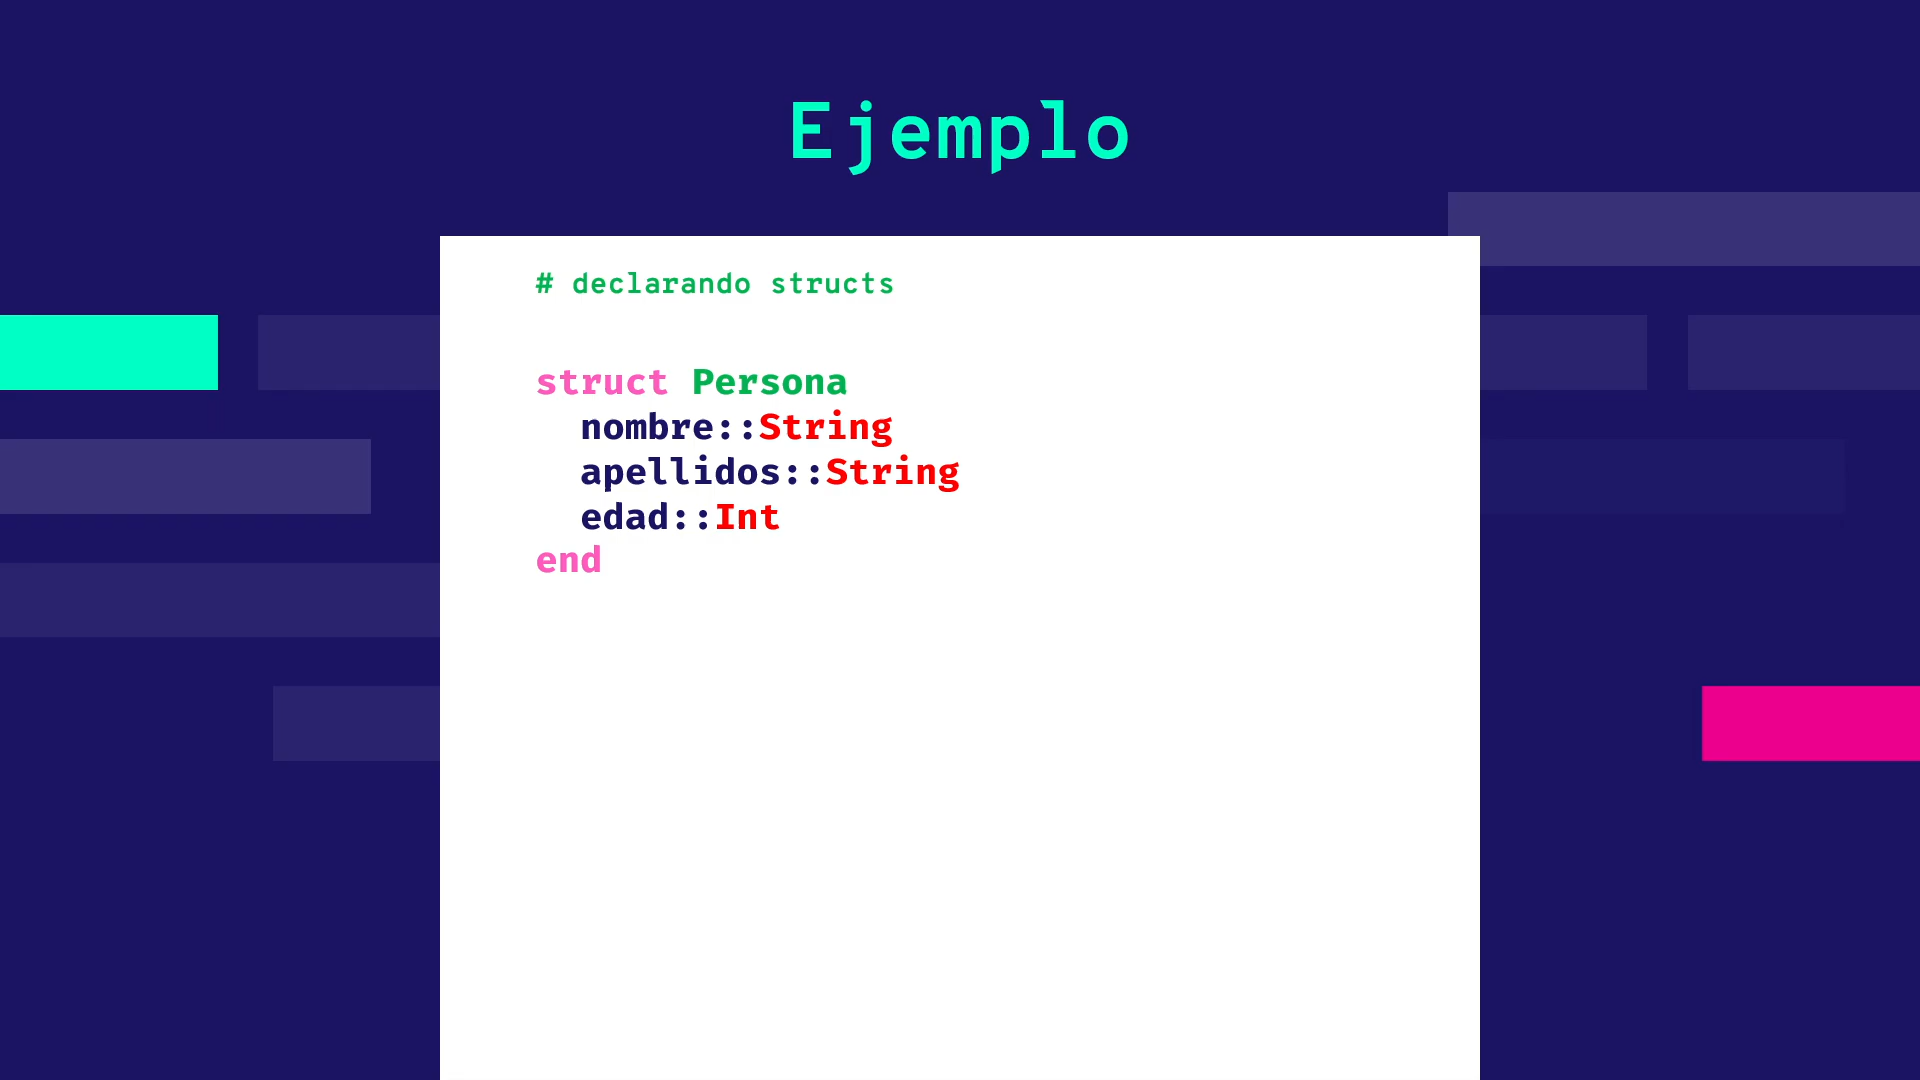 Ejemplo
# declarando structs
struct Persona
nombre::String
apellidos::String
edad::Int
end